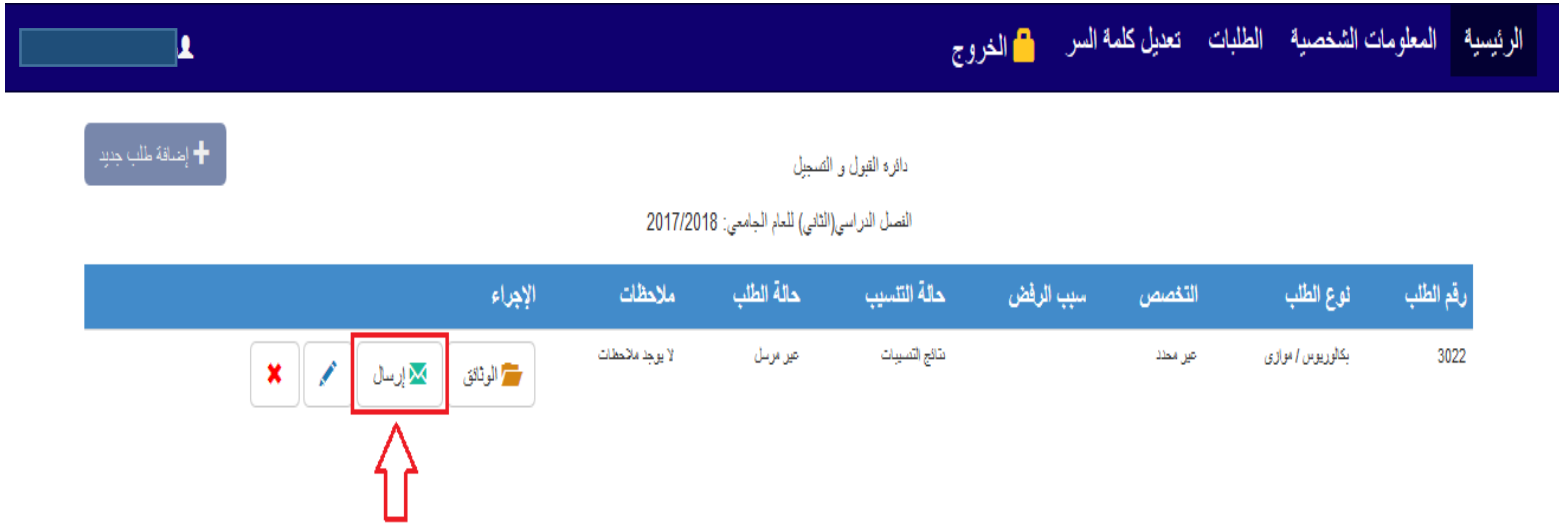 الرئيسية المعلومات الشخصية الطلبات تعديل كلمة السر الخروج
إضافة طلب جديد
دائره القبول و التسجيل
الفصل الدراسي(الثاني) للعام الجامعي: 2017/2018
رقم الطلب نوع الطلب التخصص سبب الرفض حالة التنسيب حالة الطلب ملاحظات الإجراء
3022 بكالوريوس / موازى غير محدد نتائج التنسيبات غير مرسل لا يوجد ملاحظات الوثائق إرسال